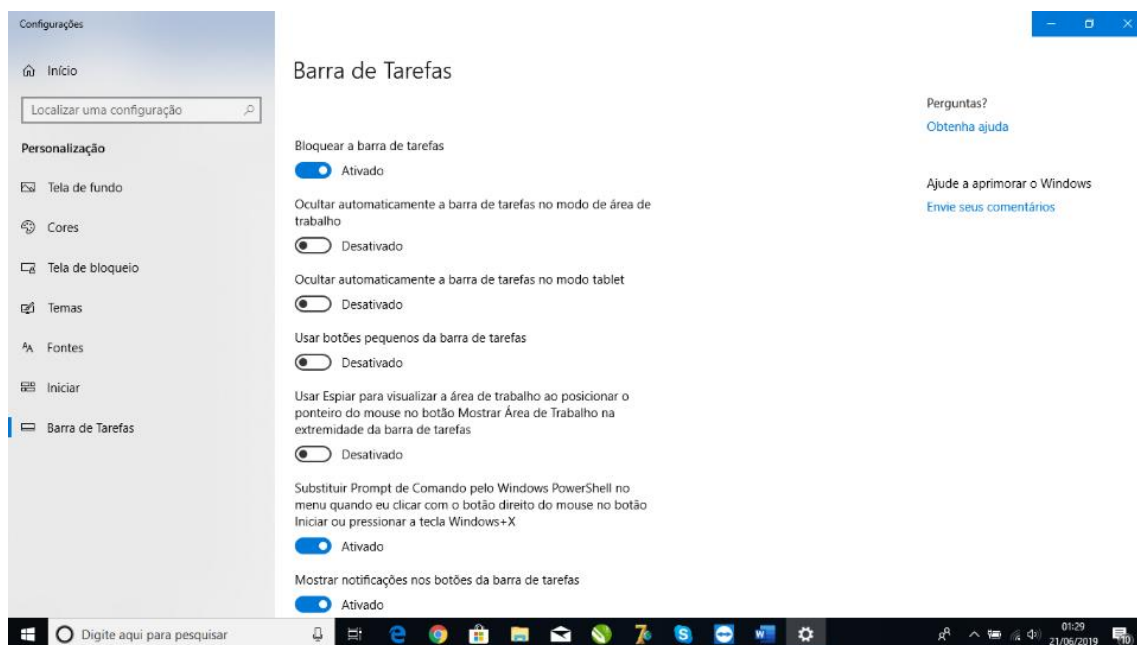 Configurações
Início
Localizar uma configuração
Personalização
Tela de fundo
Cores
Tela de bloqueio
Temas
Fontes
Iniciar
Barra de Tarefas
Barra de Tarefas
Bloquear a barra de tarefas
Ativado
Ocultar automaticamente a barra de tarefas no modo de área de
trabalho
Desativado
Ocultar automaticamente a barra de tarefas no modo tablet
Desativado
Usar botões pequenos da barra de tarefas
Desativado
Usar Espiar para visualizar a área de trabalho ao posicionar o
ponteiro do mouse no botão Mostrar Área de Trabalho na
extremidade da barra de tarefas
Desativado
Substituir Prompt de Comando pelo Windows PowerShell no
menu quando eu clicar com o botão direito do mouse no botão
Iniciar ou pressionar a tecla Windows+X
Ativado
Mostrar notificações nos botões da barra de tarefas
Ativado
Perguntas?
Obtenha ajuda
Ajude a aprimorar o Windows
Envie seus comentários
Digite aqui para pesquisar
01:29
21/06/2019
10